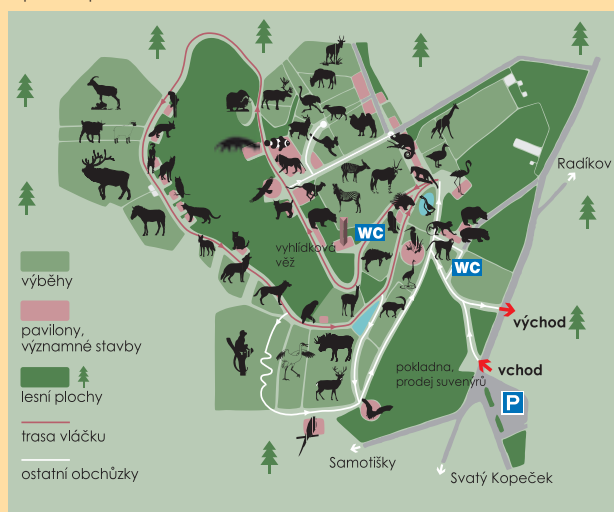 Radíkov
WC
vyhlídková
věž
WC
výběhy
pavilony,
významné stavby
lesní plochy
trasa vláčku
ostatní obchůzky
východ
vchod
pokladna,
prodej suvenýrů
P
Samotišky
Svatý Kopeček